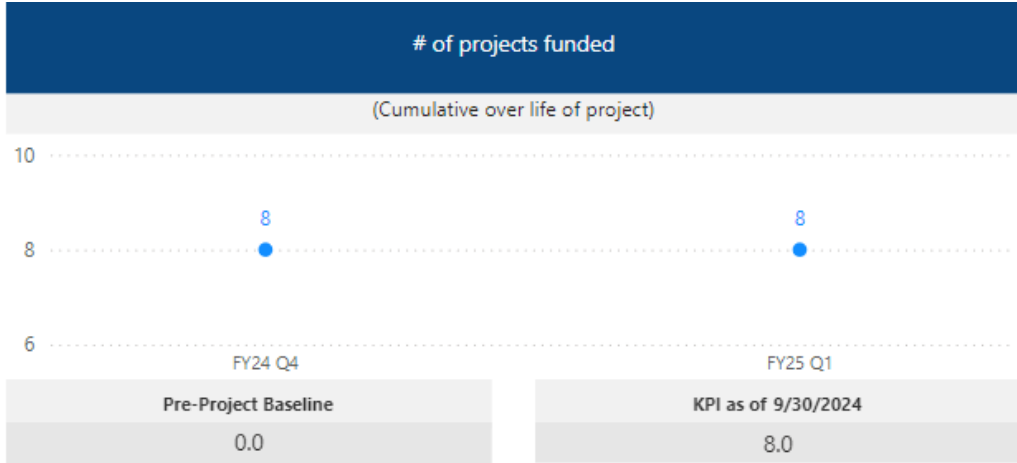 # of projects funded
(Cumulative over life of project)
10
8 8
8
6
FY24 Q4 FY25 Q1
Pre-Project Baseline KPI as of 9/30/2024
0.0 8.0